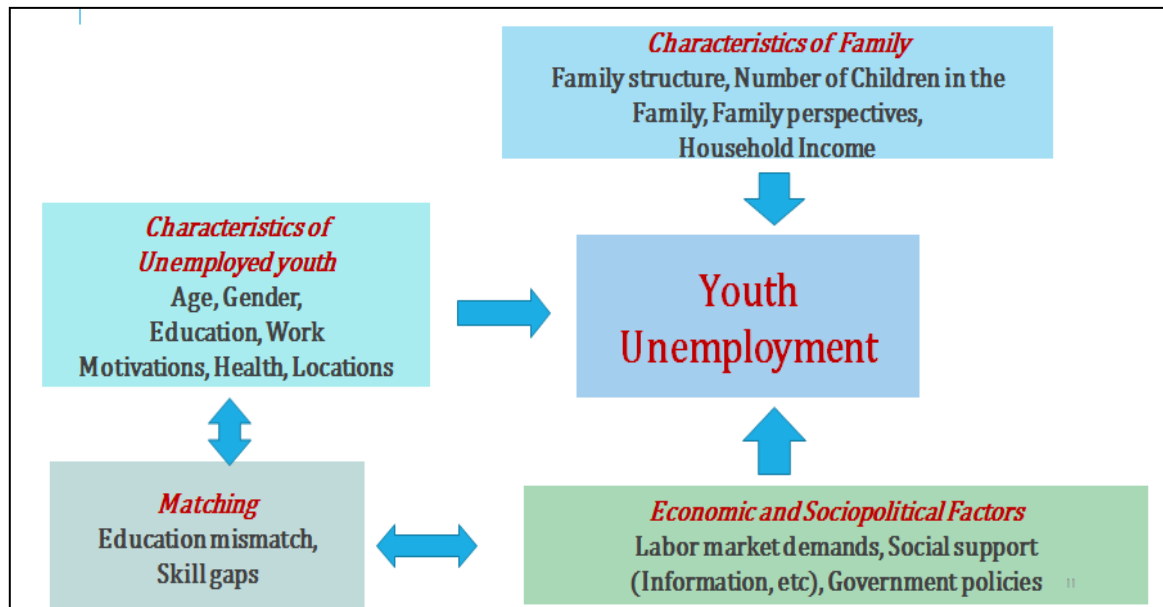 Characteristics of Family
Family structure, Number of Children in the
Family, Family perspectives,
Household Income
Characteristics of
Unemployed youth
Age, Gender,
Education, Work
Motivations, Health, Locations
Youth
Unemployment
Matching
Education mismatch,
Skill gaps
Economic and Sociopolitical Factors
Labor market demands, Social support
(Information, etc), Government policies
11